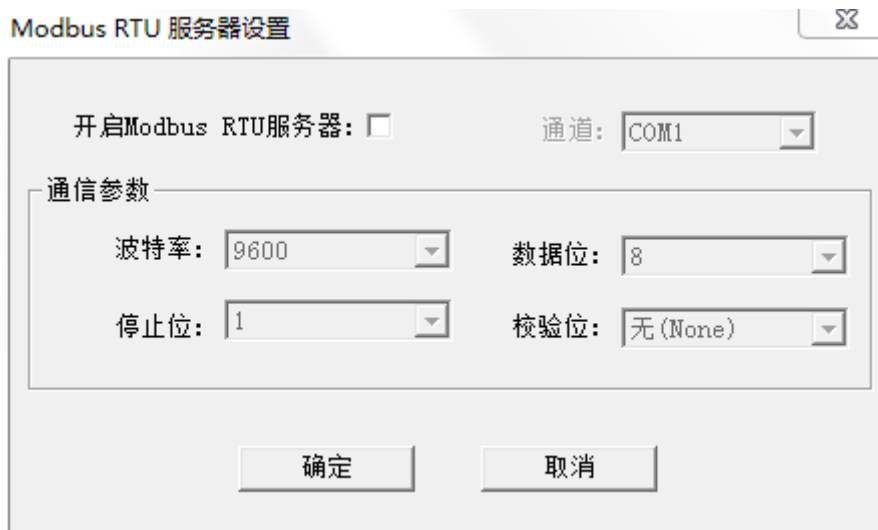 Modbus RTU 服务器设置
开启Modbus RTU服务器: 通道: COM1
通信参数
波特率: 9600 数据位: 8
停止位: 1 校验位: 无(None)
确定 取消